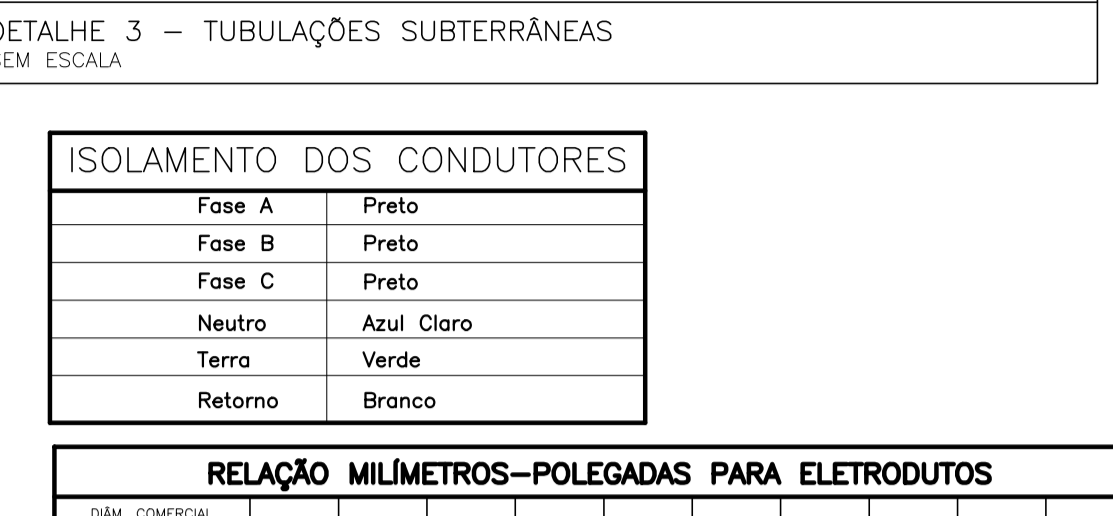 DETALHE 3 – TUBULAÇÕES SUBTERRÂNEAS
SEM ESCALA
ISOLAMENTO DOS CONDUTORES
Fase A Preto
Fase B Preto
Fase C Preto
Neutro Azul Claro
Terra Verde
Retorno Branco
RELAÇÃO MILÍMETROS–POLEGADAS PARA ELETRODUTOS
DIÂM. COMERCIAL